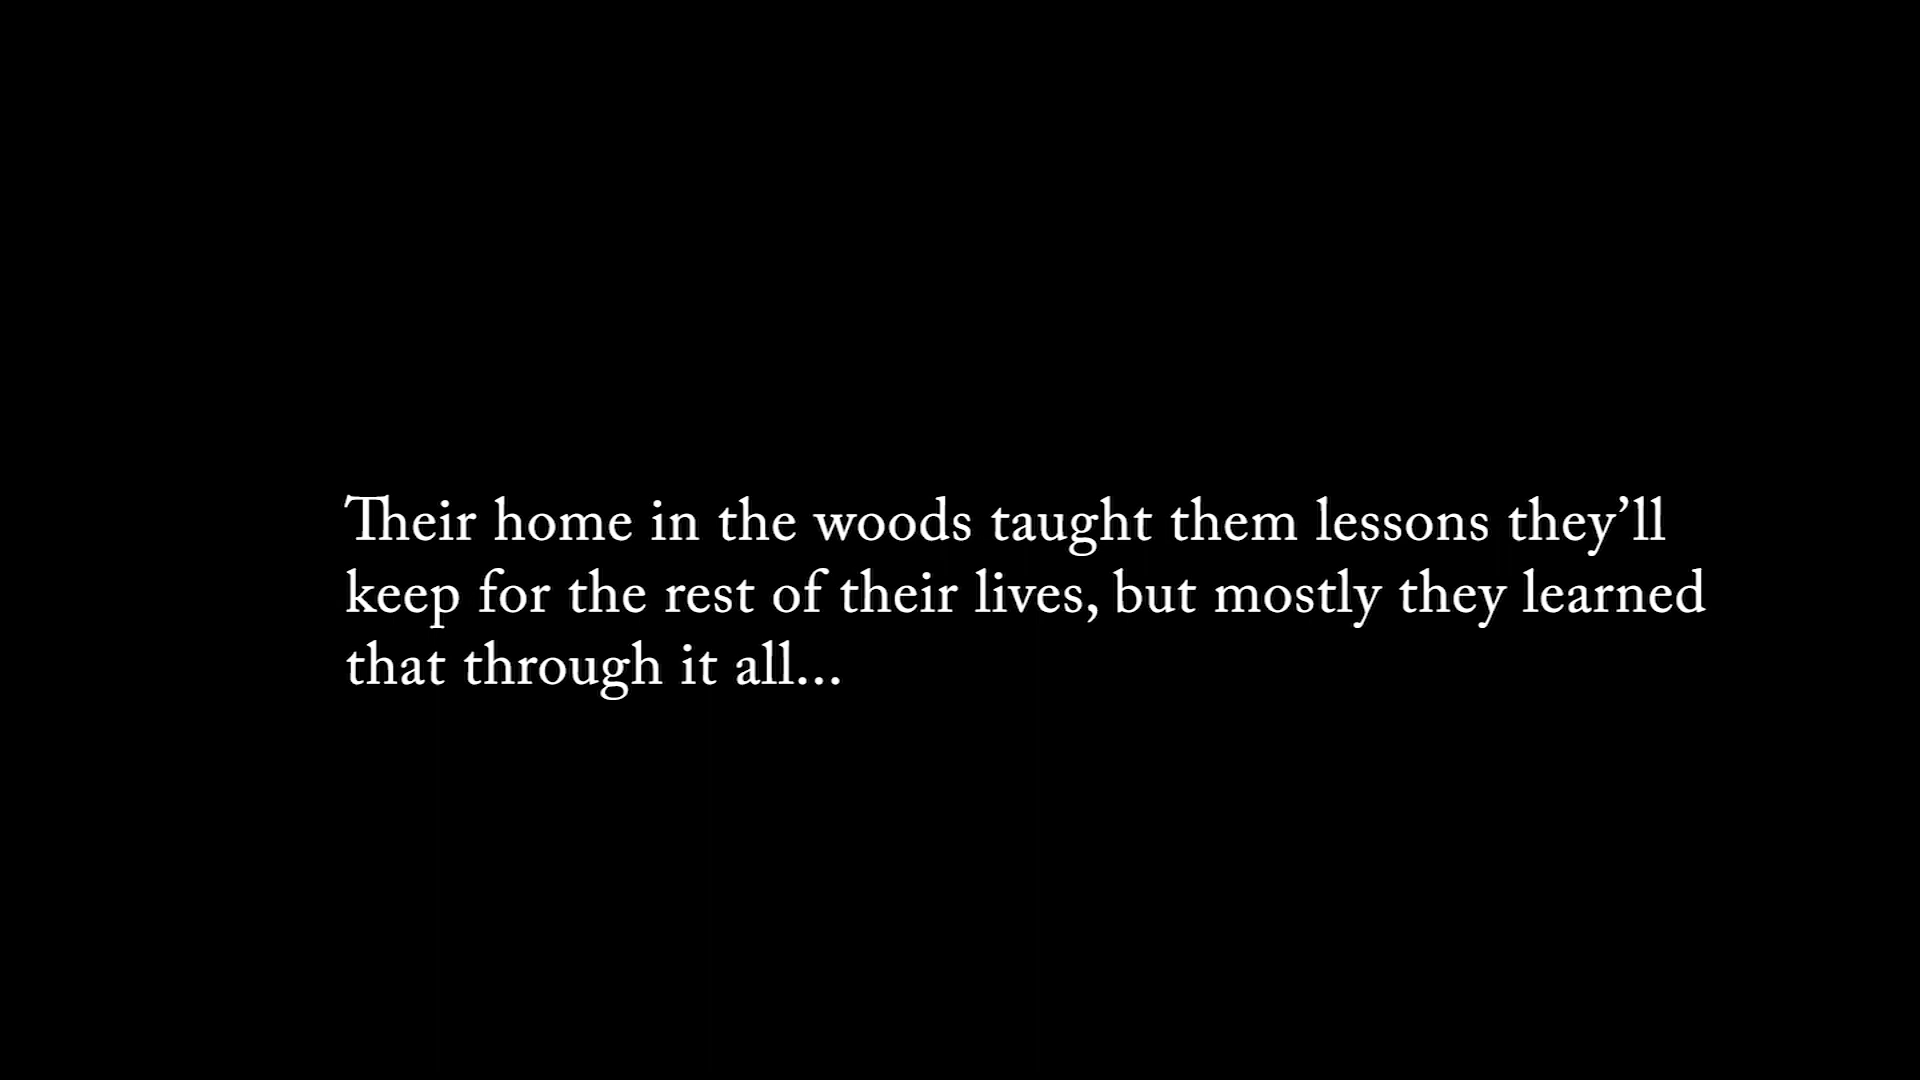 Their home in the woods taught them lessons they’ll
keep for the rest of their lives, but mostly they learned
that through it all...